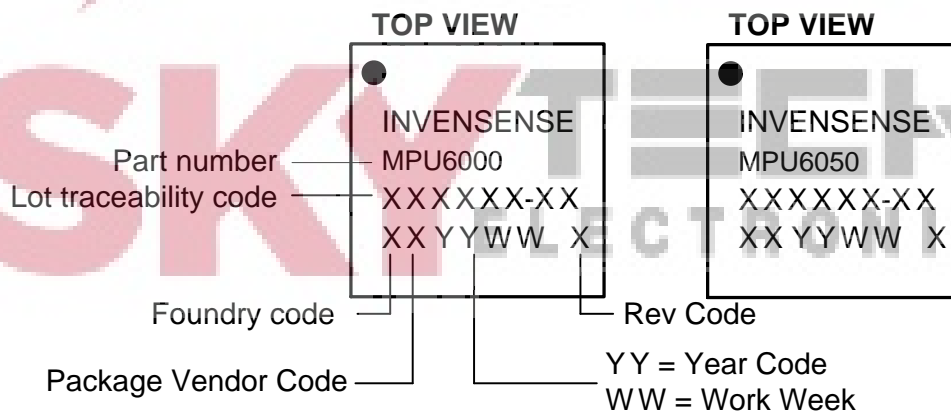 TOP VIEW
TOP VIEW
INVENSENSE
INVENSENSE
Part number
MPU6000
MPU6050
Lot traceability code
XXXXXX-XX
XXXXXX-XX
XX YYWW X
XX YYWW X
Foundry code
Rev Code
Package Vendor Code
YY = Year Code
WW = Work Week
SKYTECH
ELECTRONI